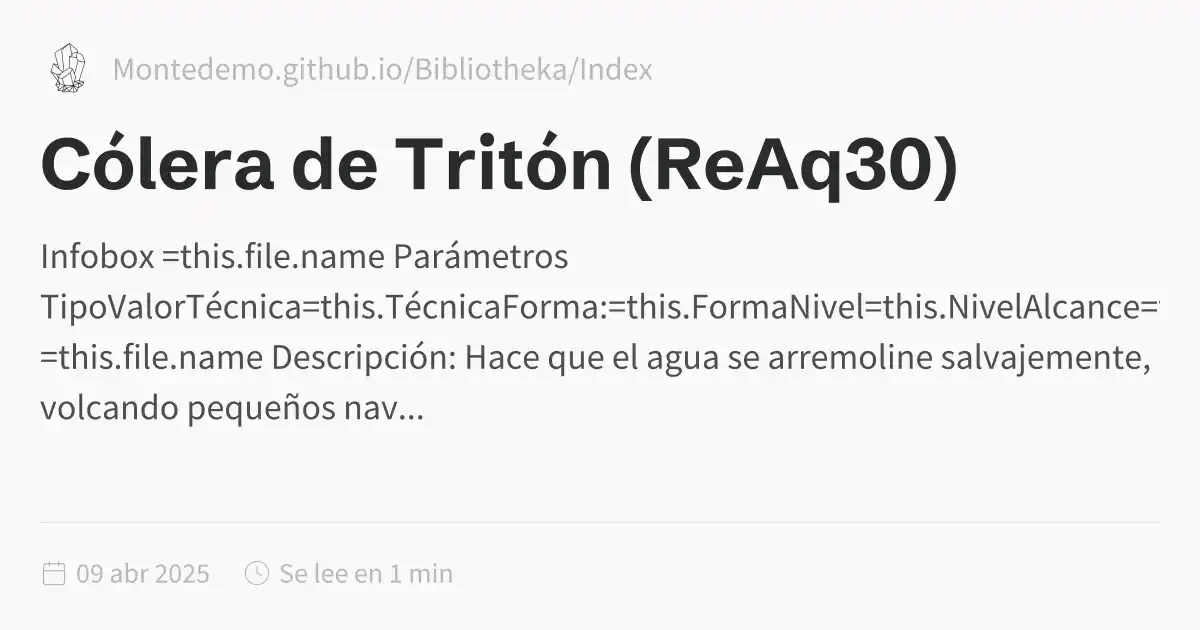 Montedemo.github.io/Bibliotheka/Index
Cólera de Tritón (ReAq30)
Infobox =this.file.name Parámetros
TipoValorTécnica=this.TécnicaForma:=this.FormaNivel=this.NivelAlcance=
=this.file.name Descripción: Hace que el agua se arremoline salvajemente,
volcando pequeños nav...
09 abr 2025
Se lee en 1 min